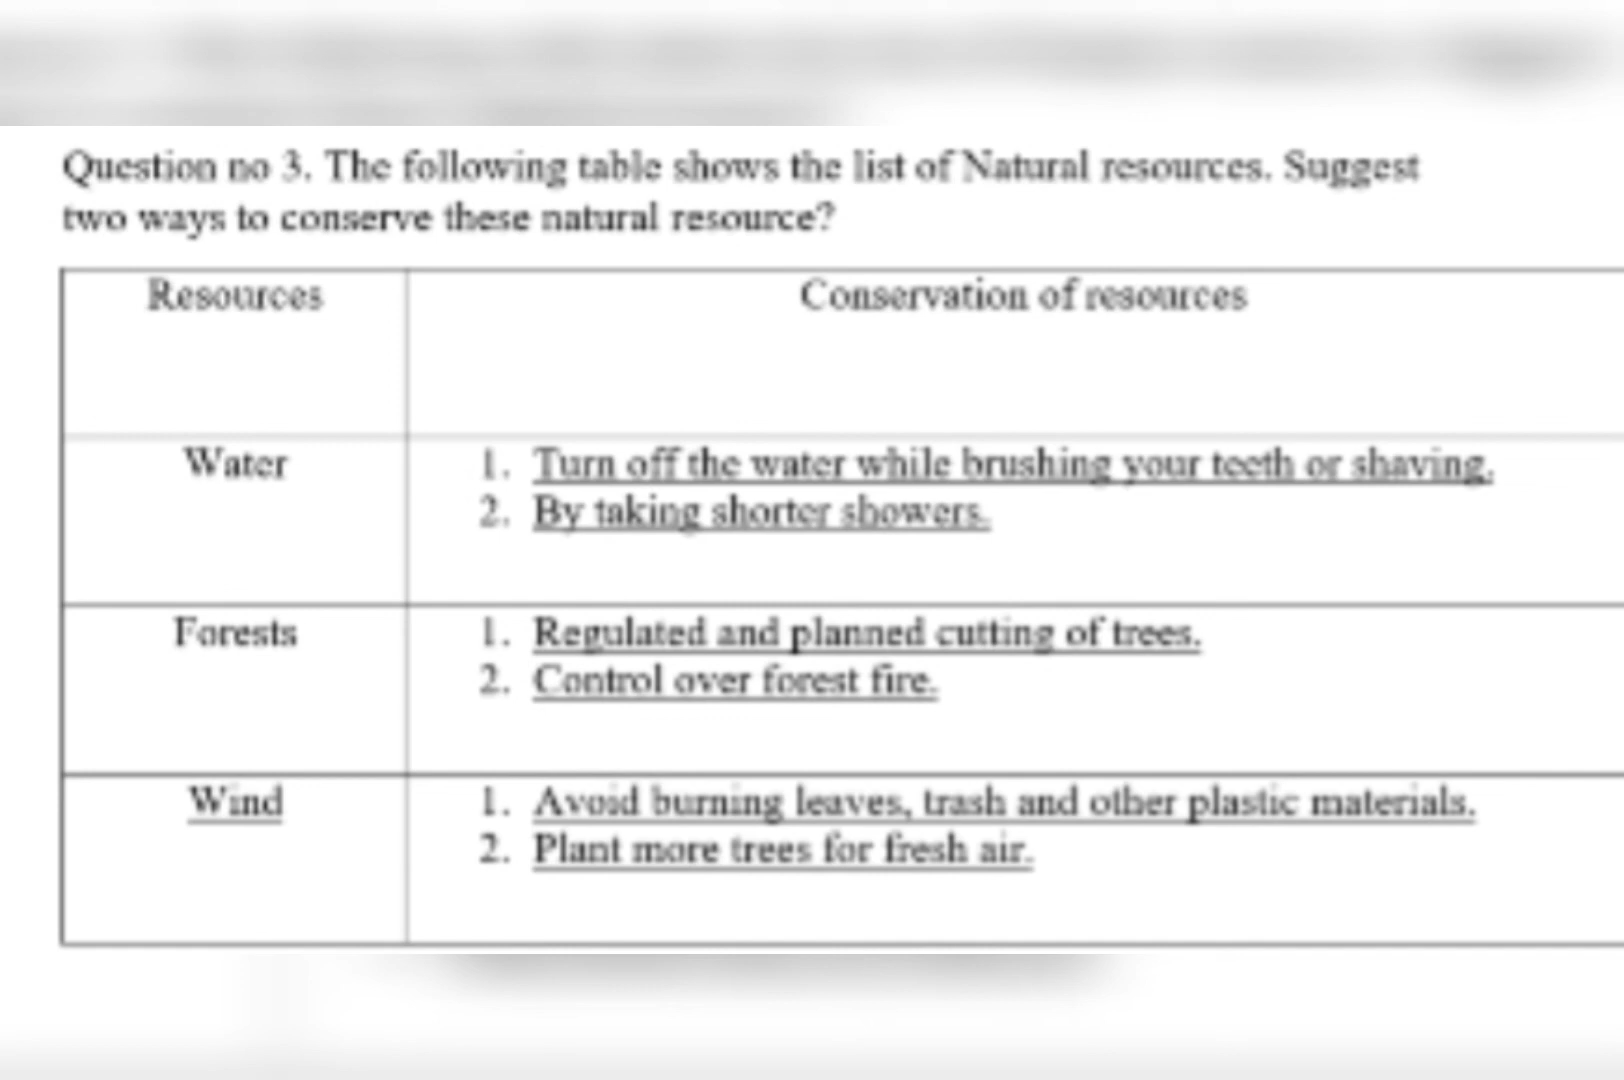 Question no 3. The following table shows the list of Natural resources. Suggest
two ways to conserve these natural resource?
Resources
Conservation of resources
Water
1. Turn off the water while brushing your teeth or shaving.
2. By taking shorter showers.
Forests
1. Regulated and planned cutting of trees.
2. Control over forest fire.
Wind
1. Avoid burning leaves, trash and other plastic materials.
2. Plant more trees for fresh air.